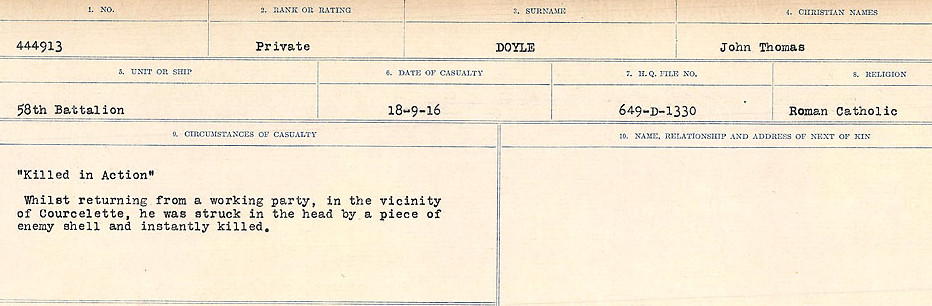 1. NO.
2. RANK OR RATING
3. SURNAME
4. CHRISTIAN NAMES
444913
Private
DOYLE
John Thomas
5. UNIT OR SHIP
6. DATE OF CASUALTY
7. H.Q. FILE NO.
8. RELIGION
58th Battalion
18-9-16
649-D-1330
Roman Catholic
9. CIRCUMSTANCES OF CASUALTY
10. NAME, RELATIONSHIP AND ADDRESS OF NEXT OF KIN
"Killed in Action"
Whilst returning from a working party, in the vicinity
of Courcelette, he was struck in the head by a piece of
enemy shell and instantly killed.